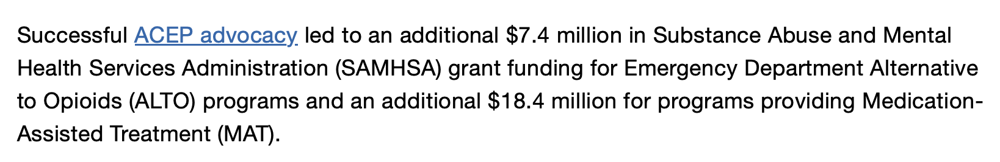 Successful ACEP advocacy led to an additional $7.4 million in Substance Abuse and Mental
Health Services Administration (SAMHSA) grant funding for Emergency Department Alternative
to Opioids (ALTO) programs and an additional $18.4 million for programs providing Medication-
Assisted Treatment (MAT).